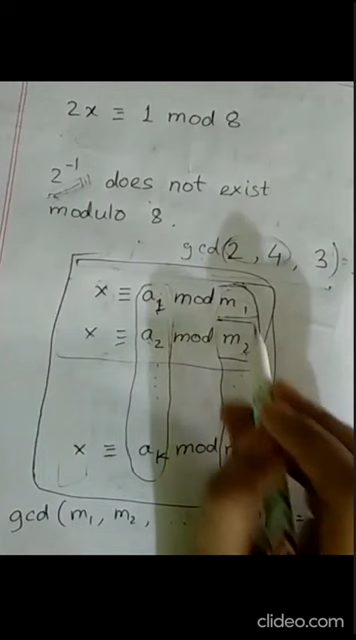 2x ≡ 1 mod 8
2⁻¹ does not exist
modulo 8.
gcd(2, 4, 3) =
x ≡ a₁ mod m₁
x ≡ a₂ mod m₂
x ≡ aₖ mod
gcd(m₁, m₂, ... =
clideo.com